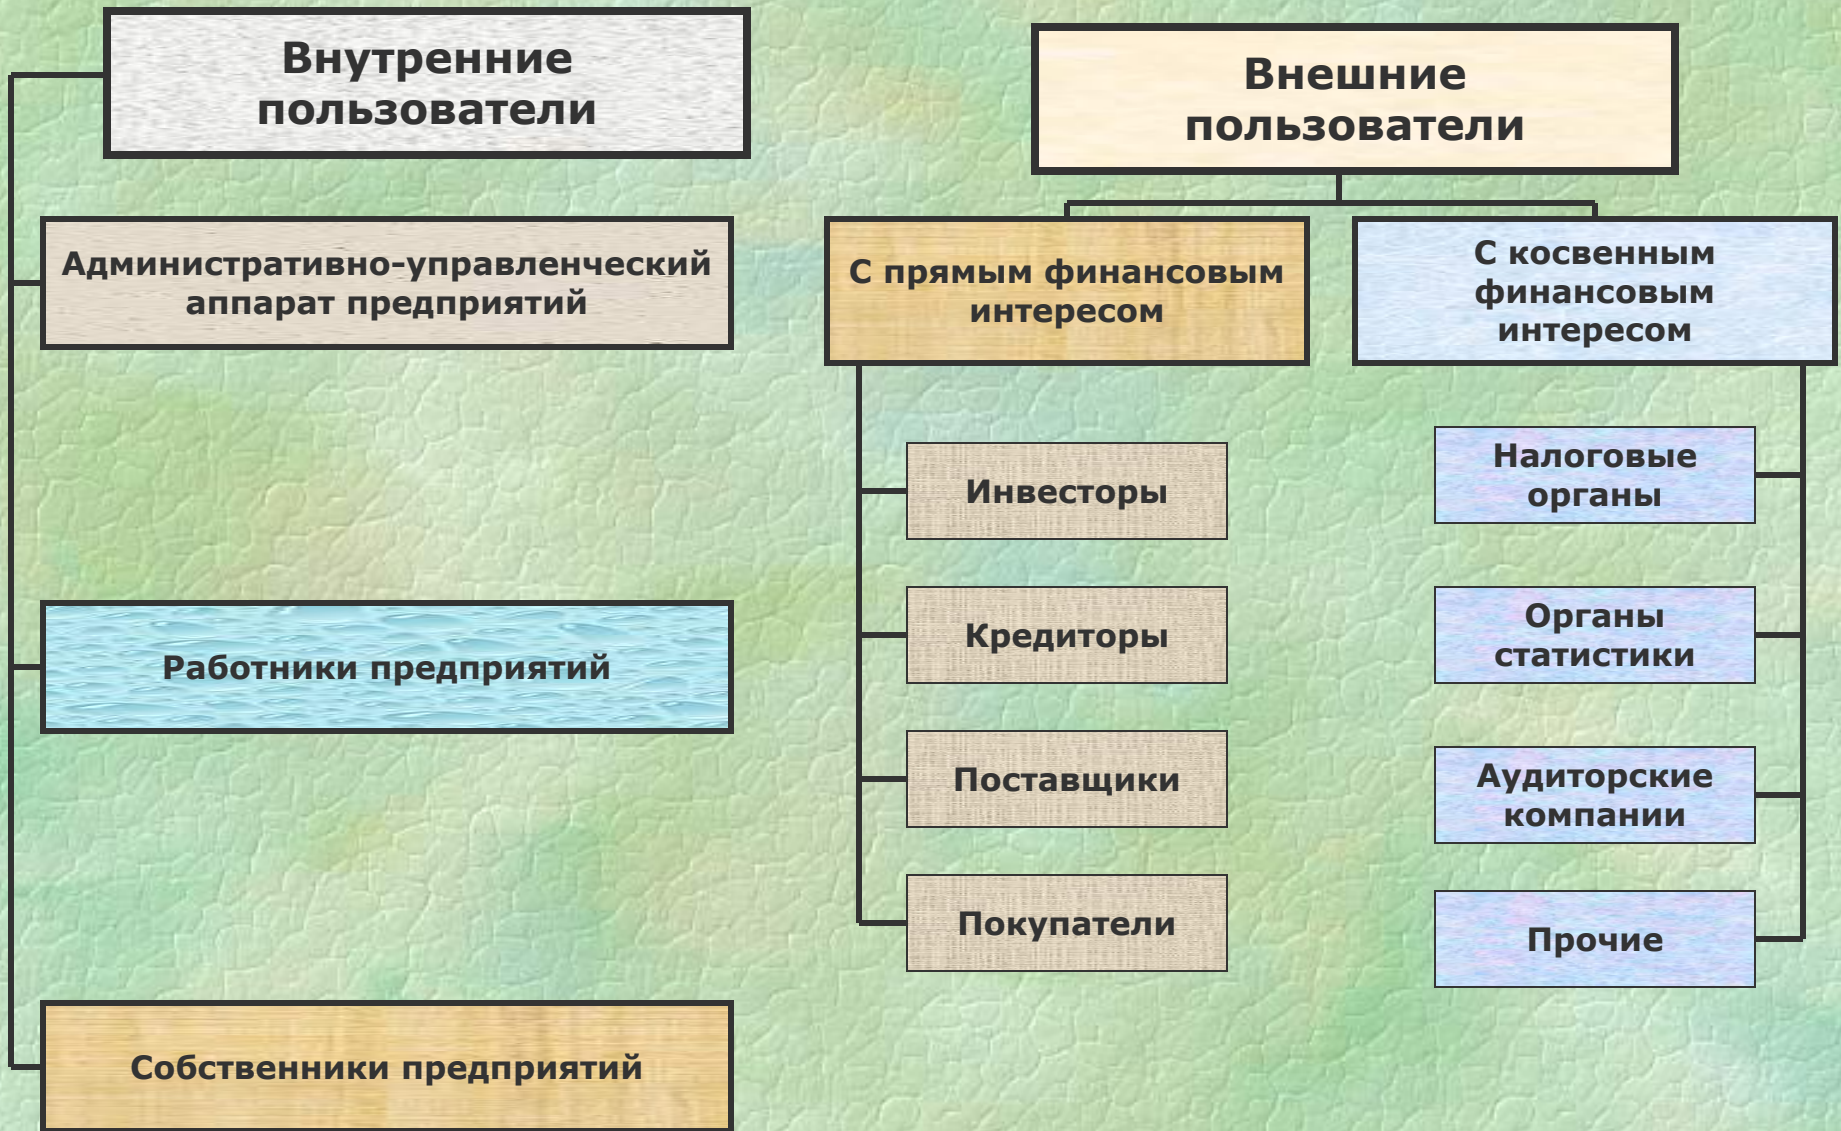 Внутренние
пользователи
Административно-управленческий
аппарат предприятий
Работники предприятий
Собственники предприятий
Внешние
пользователи
С прямым финансовым
интересом
Инвесторы
Кредиторы
Поставщики
Покупатели
С косвенным
финансовым
интересом
Налоговые
органы
Органы
статистики
Аудиторские
компании
Прочие